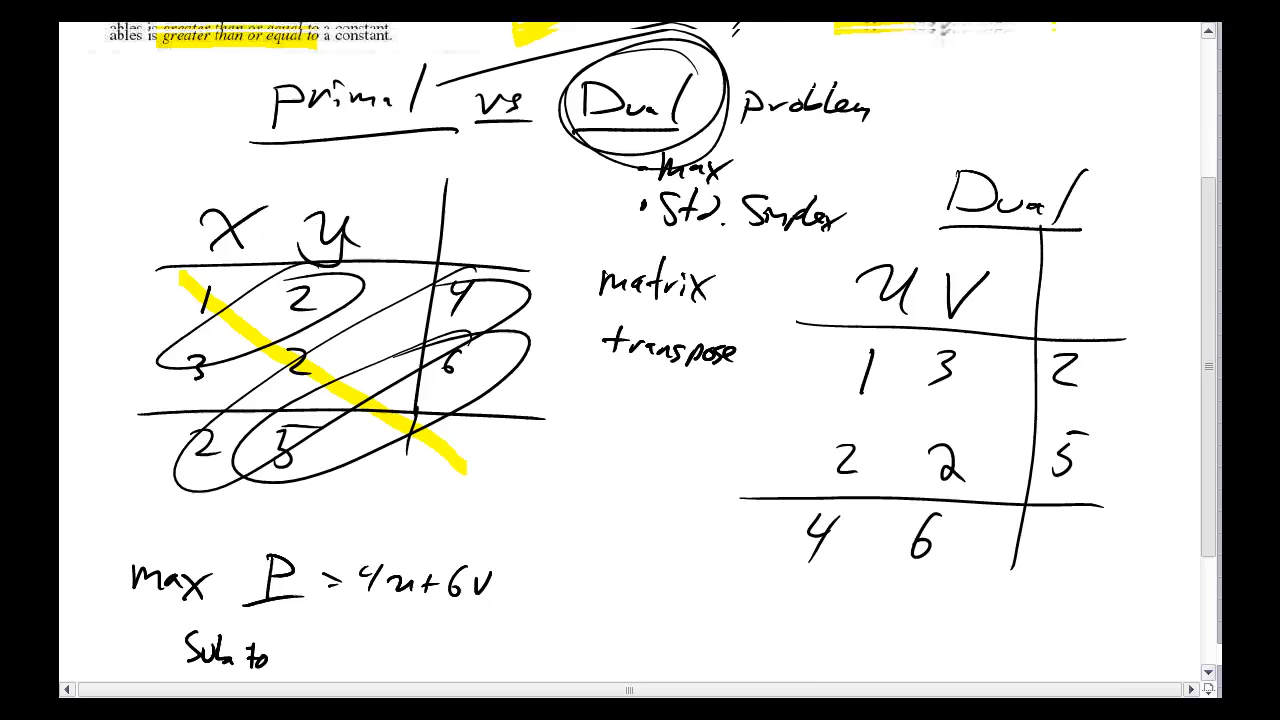 ables is greater than or equal to a constant.
primal vs Dual problem
• max
• Std. Simplex
Dual
x y
1 2 4
3 2 6
2 5
matrix
transpose
u v
1 3 2
2 2 5
4 6
max P = 4u + 6v
Sub. to